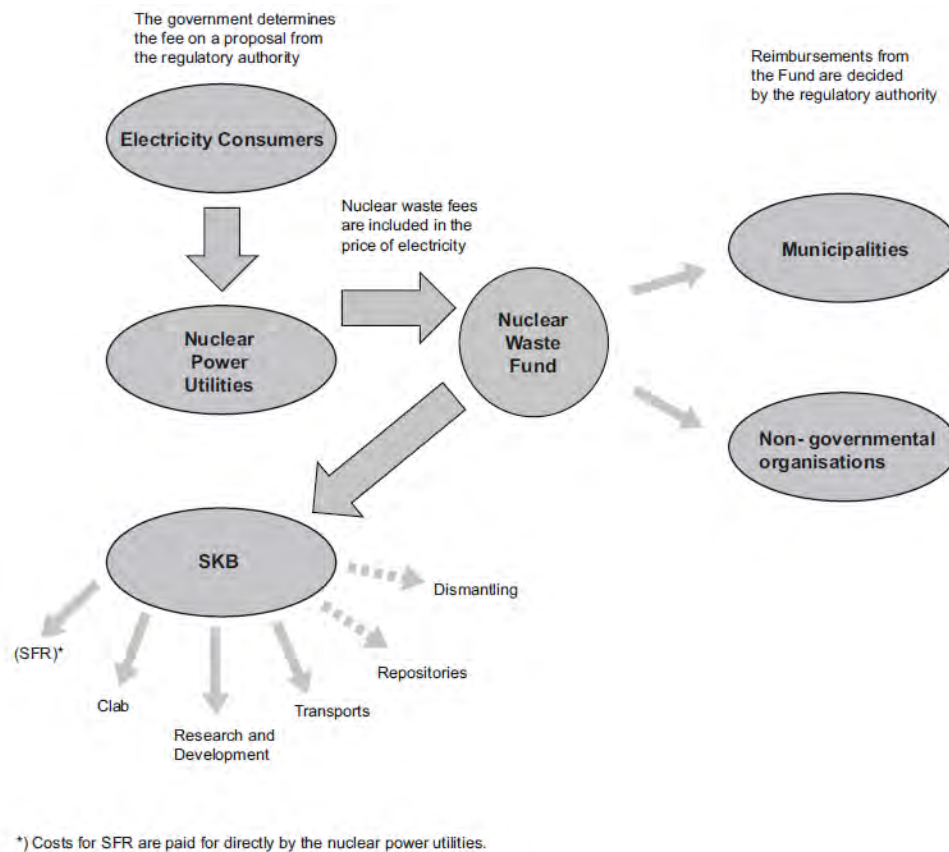 The government determines
the fee on a proposal from
the regulatory authority
Reimbursements from
the Fund are decided
by the regulatory authority
Electricity Consumers
Nuclear waste fees
are included in the
price of electricity
Municipalities
Nuclear
Power
Utilities
Nuclear
Waste
Fund
Non- governmental
organisations
SKB
Dismantling
(SFR)*
Repositories
Clab
Transports
Research and
Development
*) Costs for SFR are paid for directly by the nuclear power utilities.